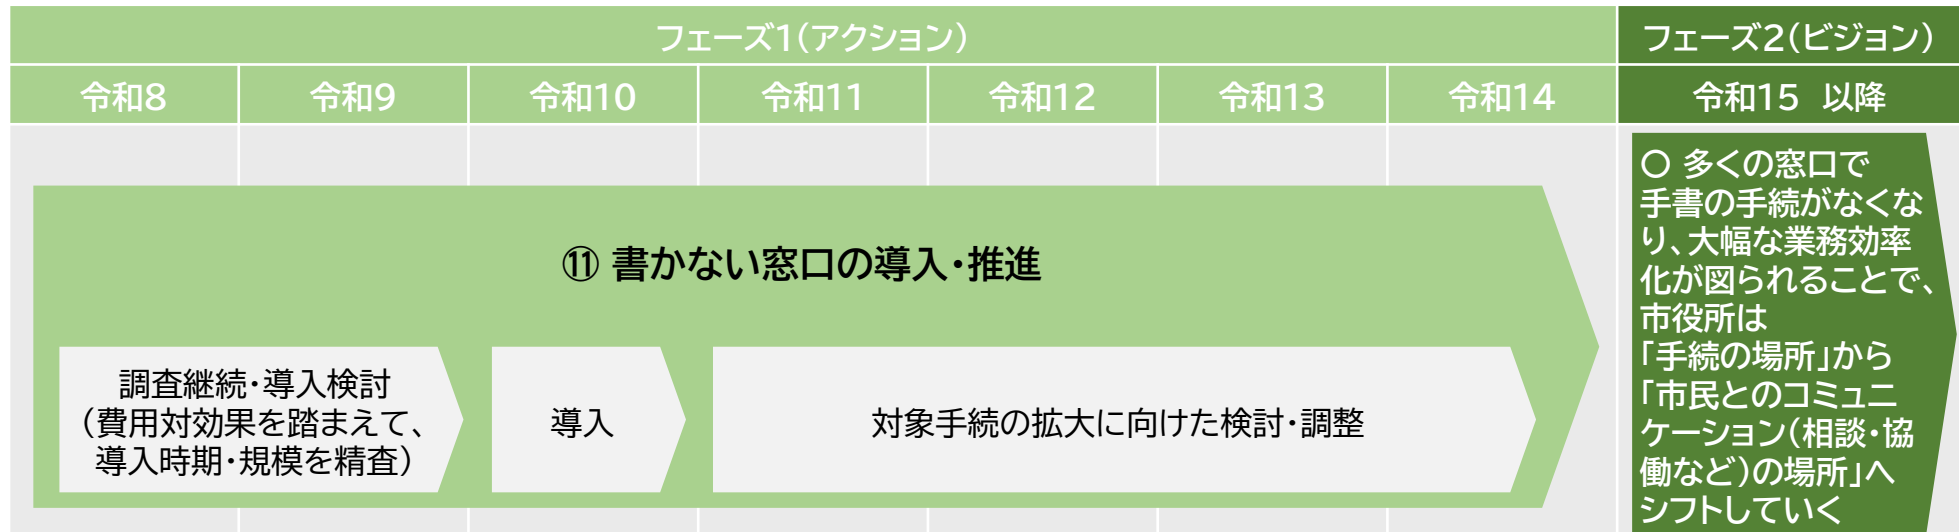 フェーズ1(アクション)
フェーズ2(ビジョン)
令和8
令和9
令和10
令和11
令和12
令和13
令和14
令和15 以降
⑪ 書かない窓口の導入・推進
調査継続・導入検討
(費用対効果を踏まえて、
導入時期・規模を精査)
導入
対象手続の拡大に向けた検討・調整
〇 多くの窓口で
手書の手続がなくな
り、大幅な業務効率
化が図られることで、
市役所は
「手続の場所」から
「市民とのコミュニ
ケーション(相談・協
働など)の場所」へ
シフトしていく